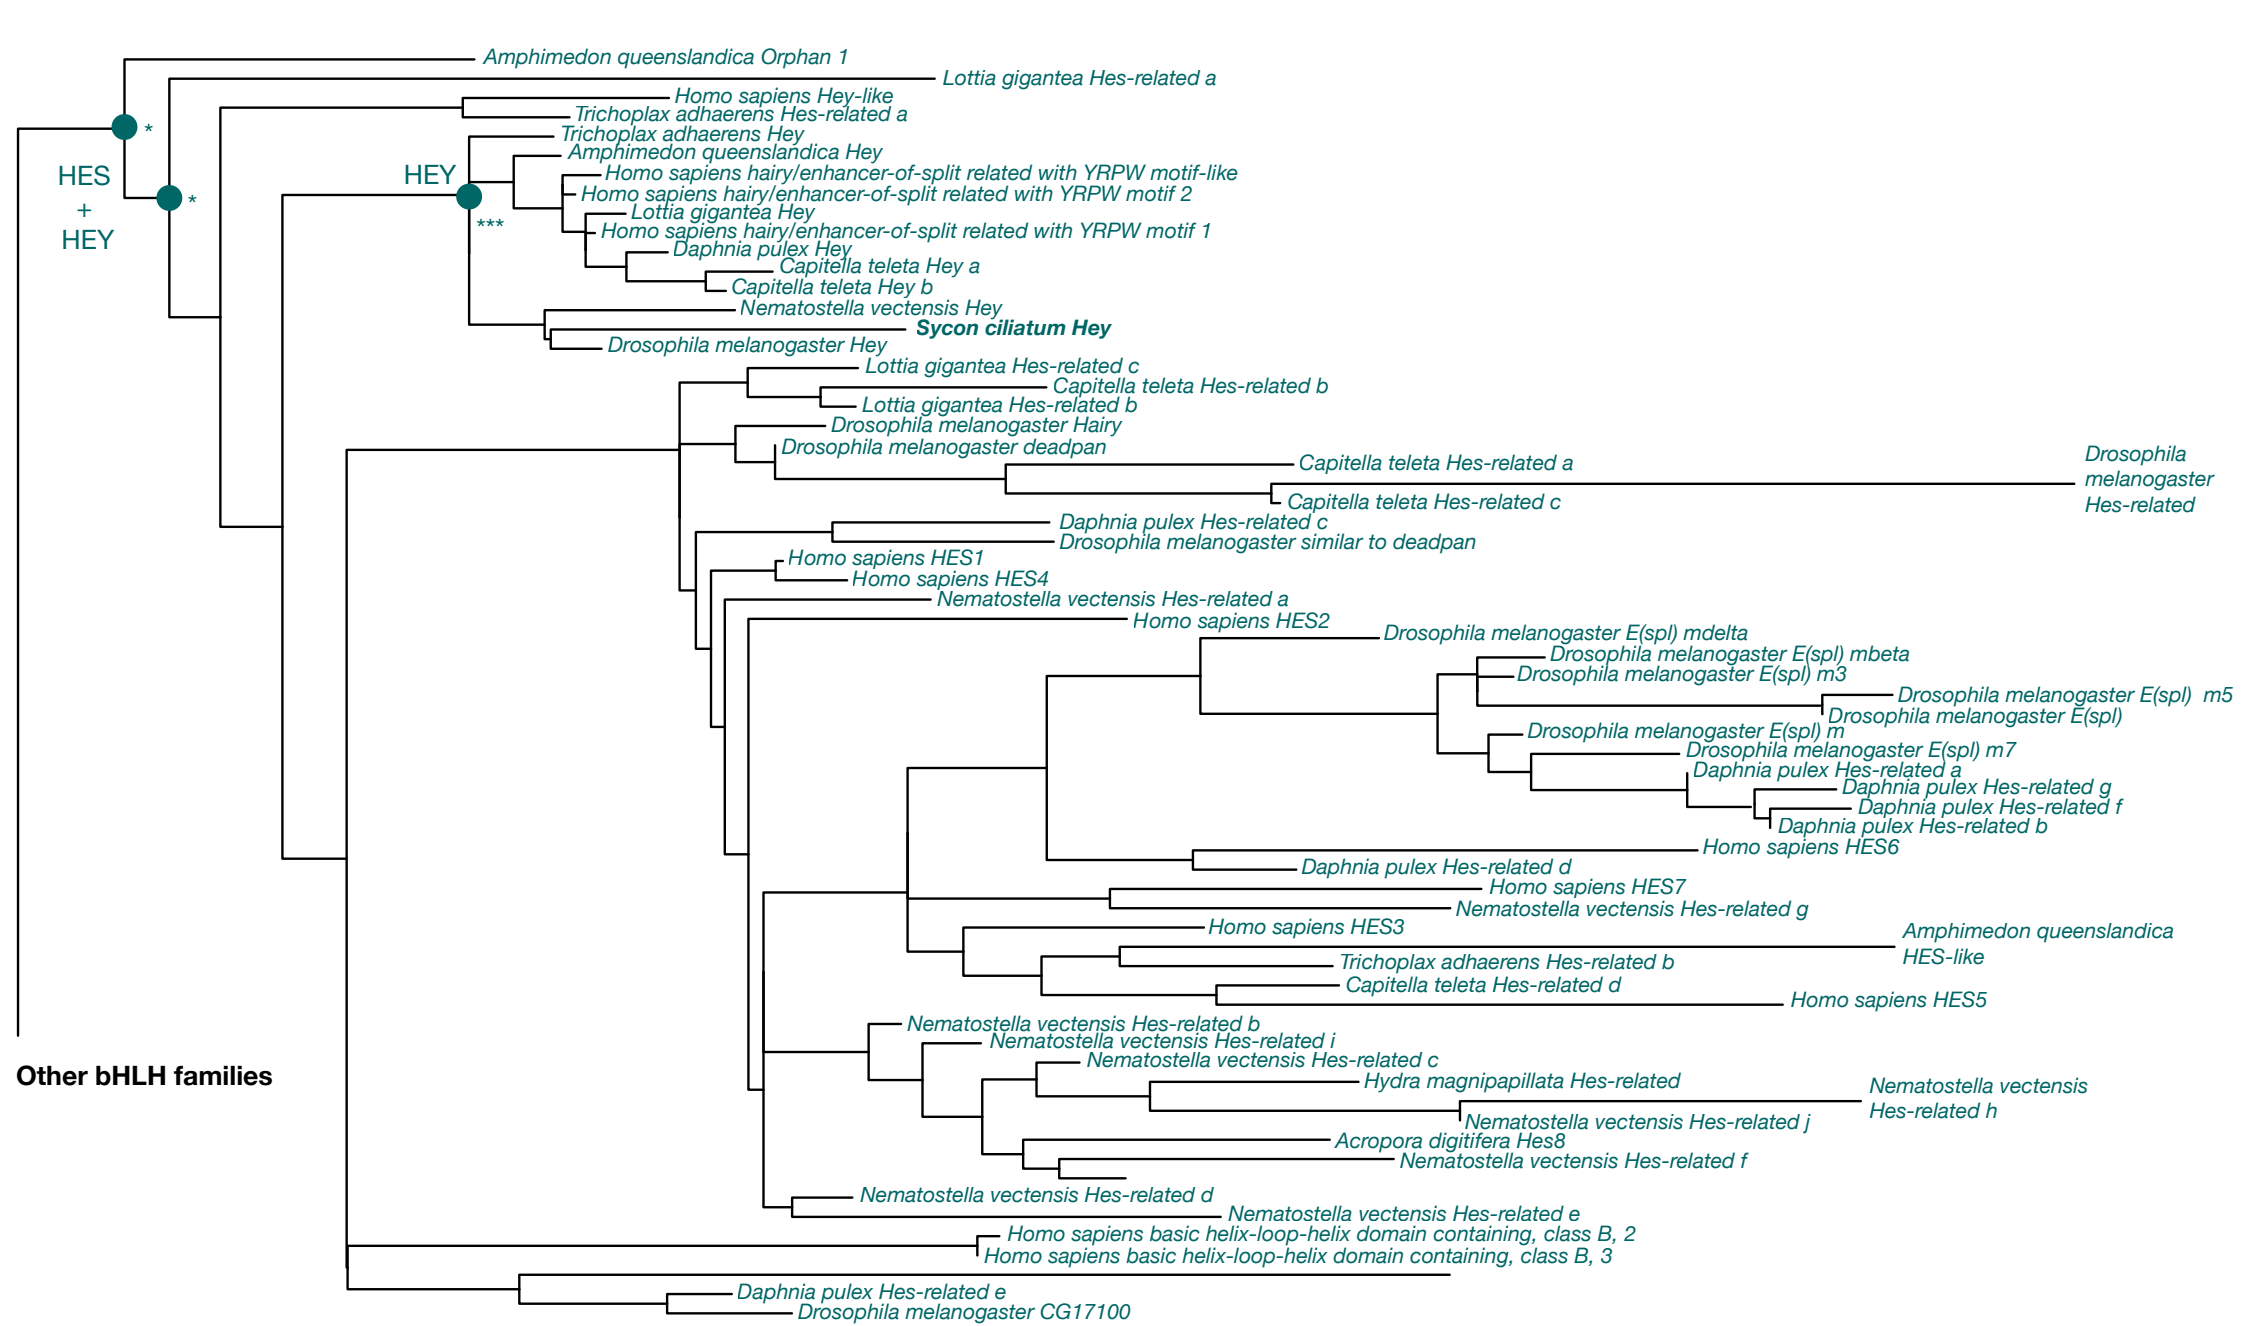 Amphimedon queenslandica Orphan 1
Lottia gigantea Hes-related a
Homo sapiens Hey-like
Trichoplax adhaerens Hes-related a
*
Trichoplax adhaerens Hey
Amphimedon queenslandica Hey
HES
+
HEY
*
HEY
***
Homo sapiens hairy/enhancer-of-split related with YRPW motif-like
Homo sapiens hairy/enhancer-of-split related with YRPW motif 2
Lottia gigantea Hey
Homo sapiens hairy/enhancer-of-split related with YRPW motif 1
Daphnia pulex Hey
Capitella teleta Hey a
Capitella teleta Hey b
Nematostella vectensis Hey
Sycon ciliatum Hey
Drosophila melanogaster Hey
Lottia gigantea Hes-related c
Capitella teleta Hes-related b
Lottia gigantea Hes-related b
Drosophila melanogaster Hairy
Drosophila melanogaster deadpan
Capitella teleta Hes-related a
Drosophila
melanogaster
Hes-related
Capitella teleta Hes-related c
Daphnia pulex Hes-related c
Drosophila melanogaster similar to deadpan
Homo sapiens HES1
Homo sapiens HES4
Nematostella vectensis Hes-related a
Homo sapiens HES2
Drosophila melanogaster E(spl) mdelta
Drosophila melanogaster E(spl) mbeta
Drosophila melanogaster E(spl) m3
Drosophila melanogaster E(spl) m5
Drosophila melanogaster E(spl)
Drosophila melanogaster E(spl) m
Drosophila melanogaster E(spl) m7
Daphnia pulex Hes-related a
Daphnia pulex Hes-related g
Daphnia pulex Hes-related f
Daphnia pulex Hes-related b
Homo sapiens HES6
Daphnia pulex Hes-related d
Homo sapiens HES7
Nematostella vectensis Hes-related g
Homo sapiens HES3
Amphimedon queenslandica
HES-like
Trichoplax adhaerens Hes-related b
Capitella teleta Hes-related d
Homo sapiens HES5
Nematostella vectensis Hes-related b
Nematostella vectensis Hes-related i
Nematostella vectensis Hes-related c
Hydra magnipapillata Hes-related
Nematostella vectensis
Hes-related h
Nematostella vectensis Hes-related j
Acropora digitifera Hes8
Nematostella vectensis Hes-related f
Nematostella vectensis Hes-related d
Nematostella vectensis Hes-related e
Homo sapiens basic helix-loop-helix domain containing, class B, 2
Homo sapiens basic helix-loop-helix domain containing, class B, 3
Daphnia pulex Hes-related e
Drosophila melanogaster CG17100
Other bHLH families